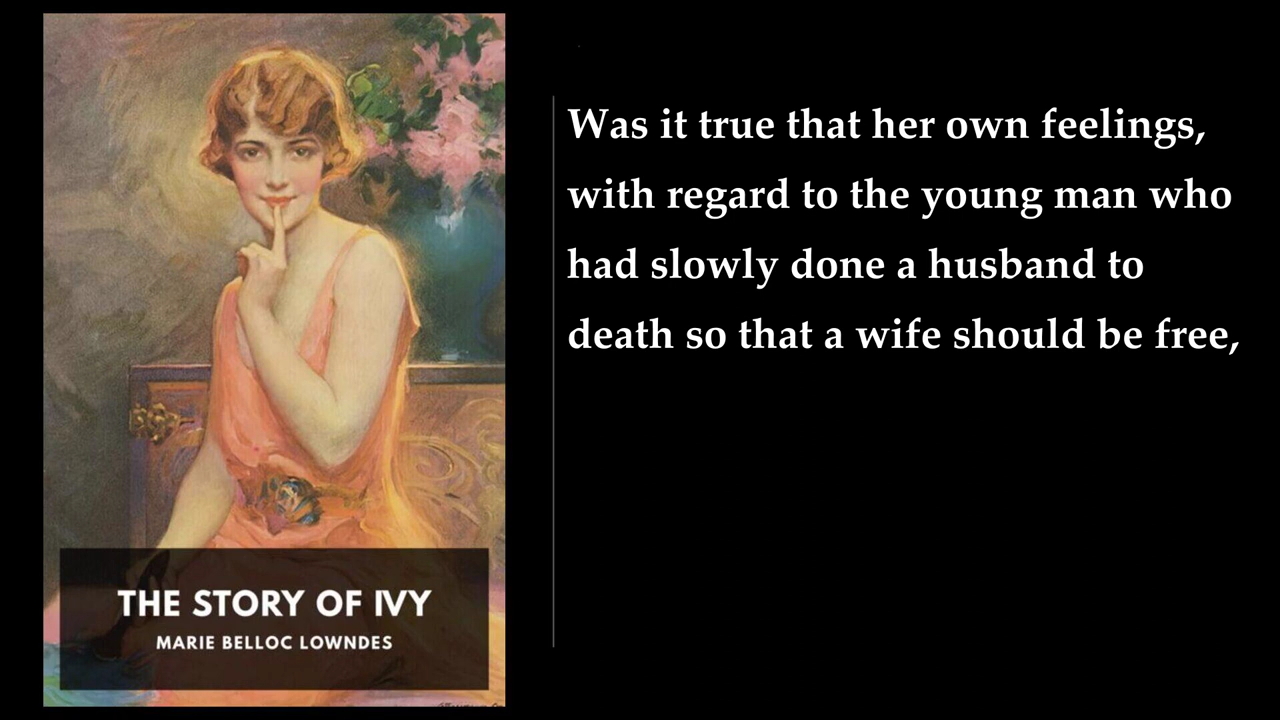 Was it true that her own feelings,
with regard to the young man who
had slowly done a husband to
death so that a wife should be free,
THE STORY OF IVY
MARIE BELLOC LOWNDES